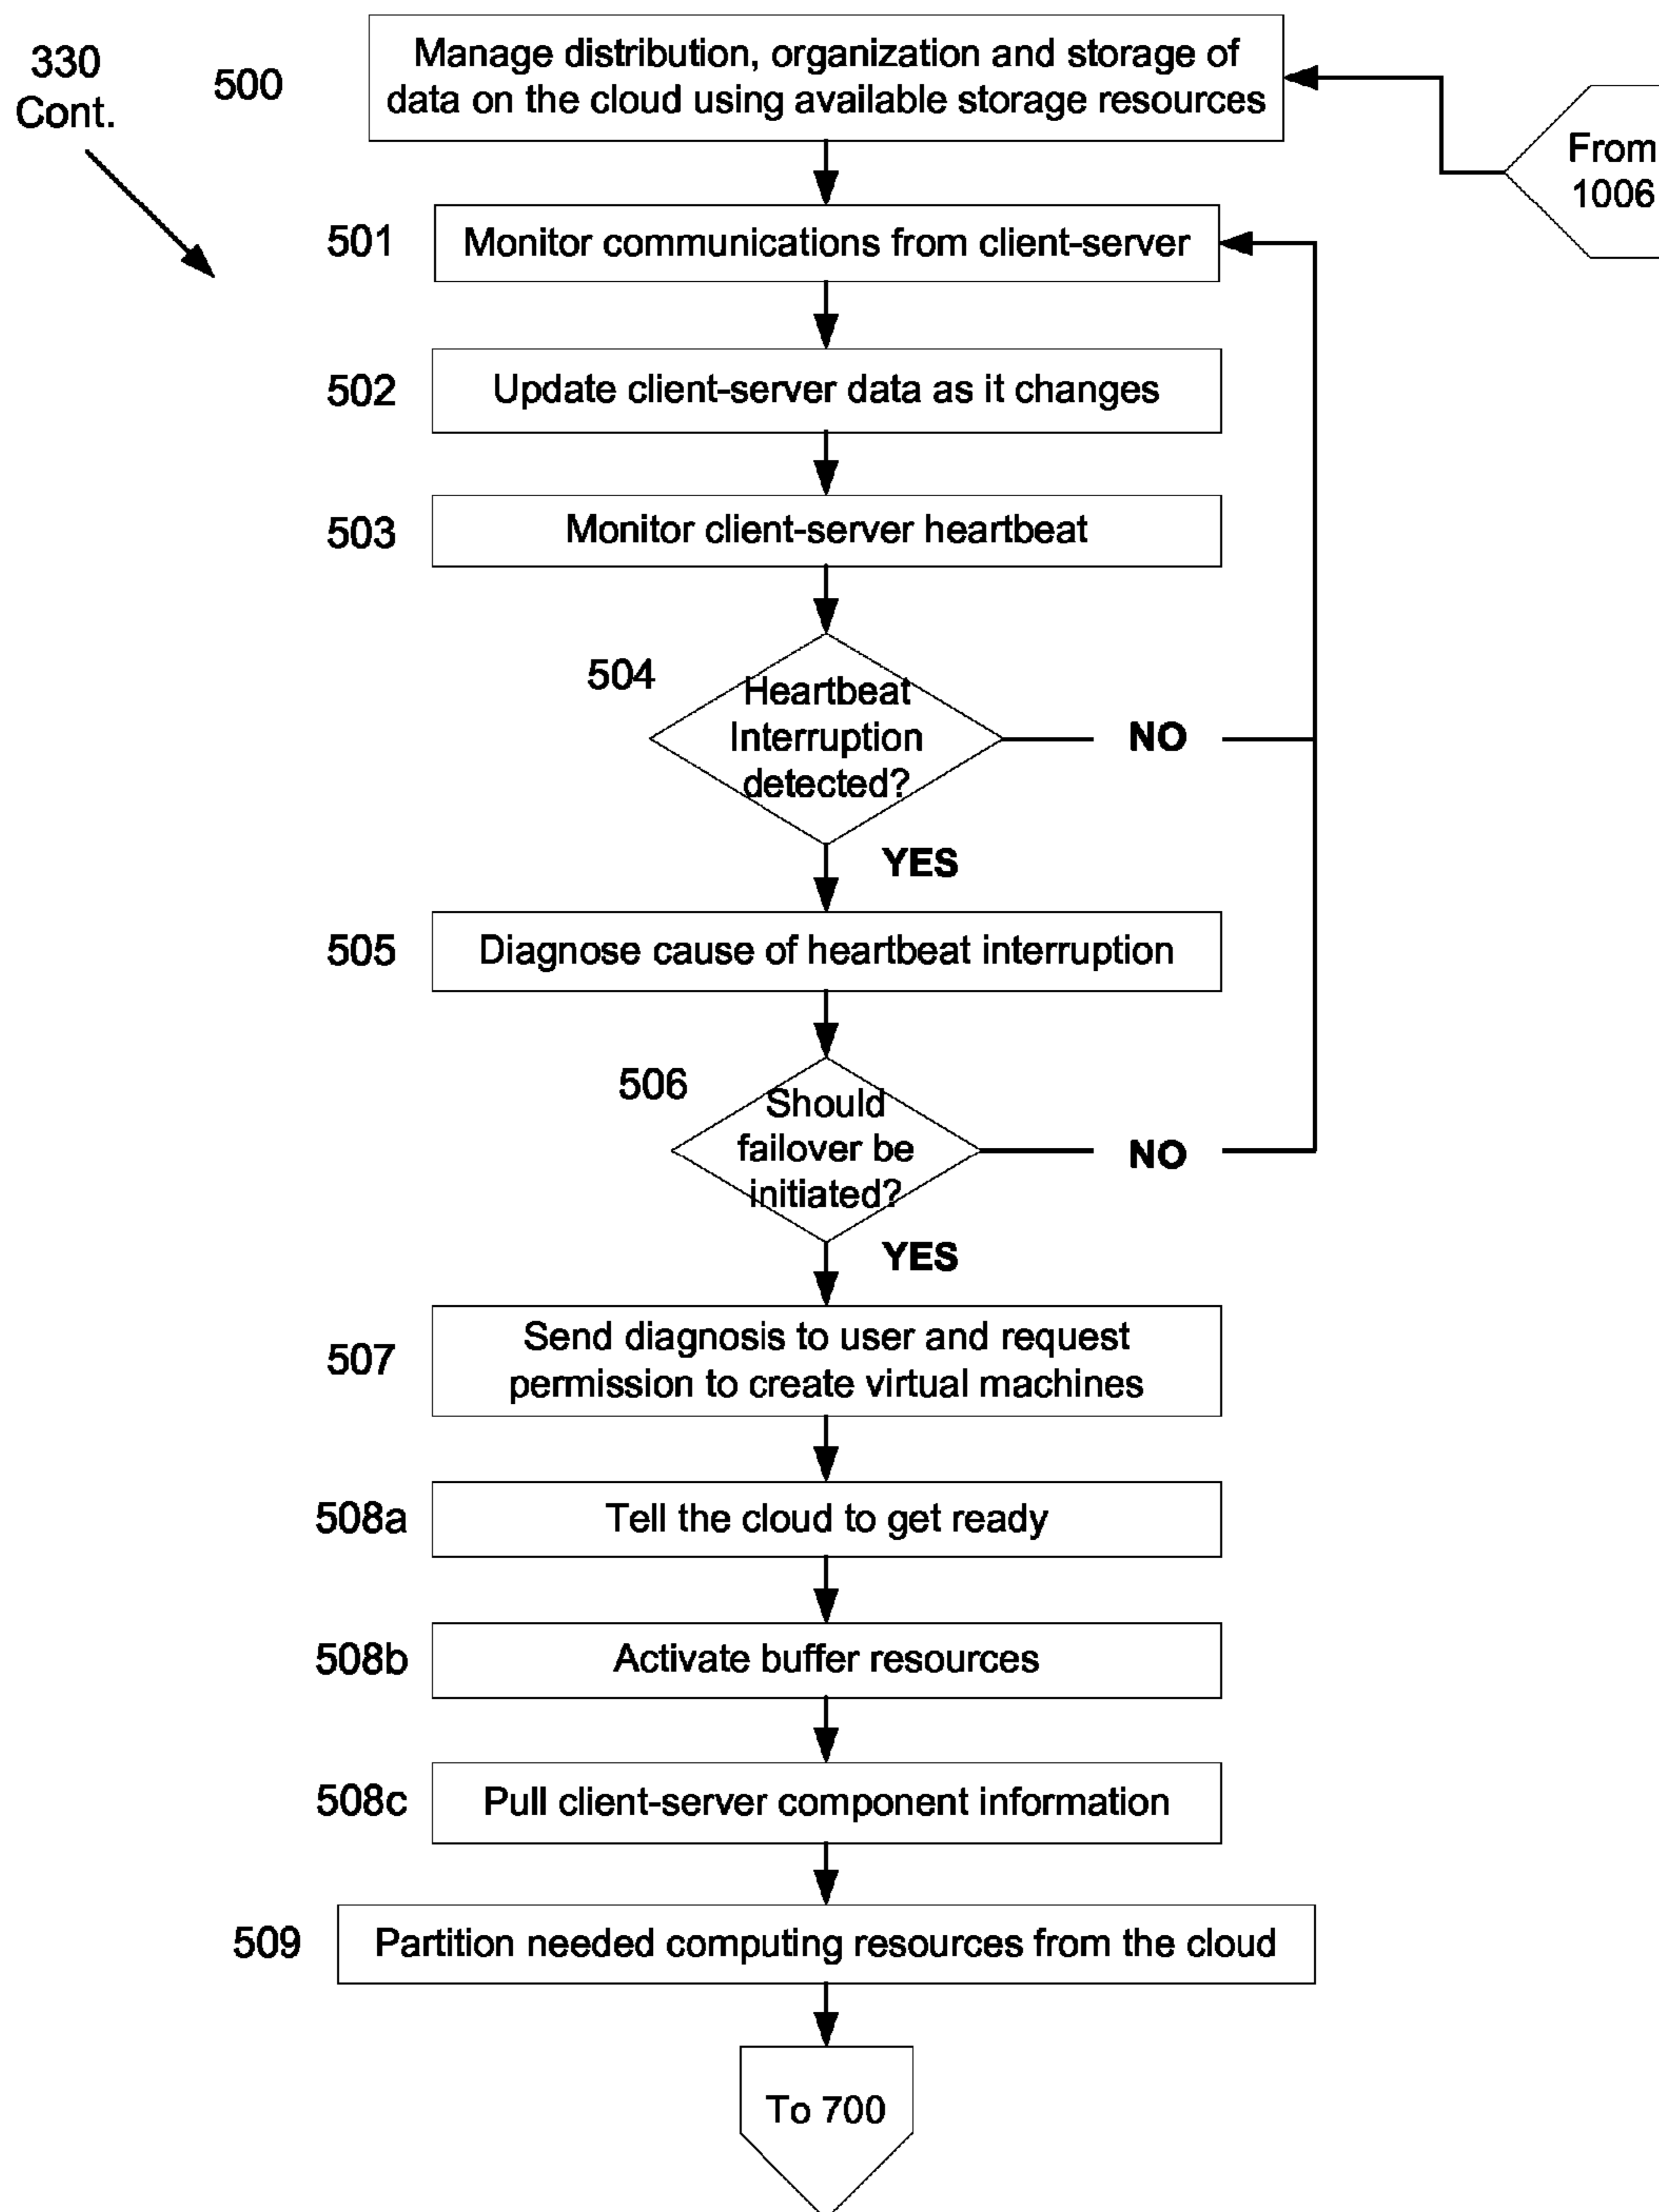 330
Cont.
500
Manage distribution, organization and storage of
data on the cloud using available storage resources
From
1006
501
Monitor communications from client-server
502
Update client-server data as it changes
503
Monitor client-server heartbeat
504
Heartbeat
Interruption
detected?
NO
YES
505
Diagnose cause of heartbeat interruption
506
Should
failover be
initiated?
NO
YES
507
Send diagnosis to user and request
permission to create virtual machines
508a
Tell the cloud to get ready
508b
Activate buffer resources
508c
Pull client-server component information
509
Partition needed computing resources from the cloud
To 700